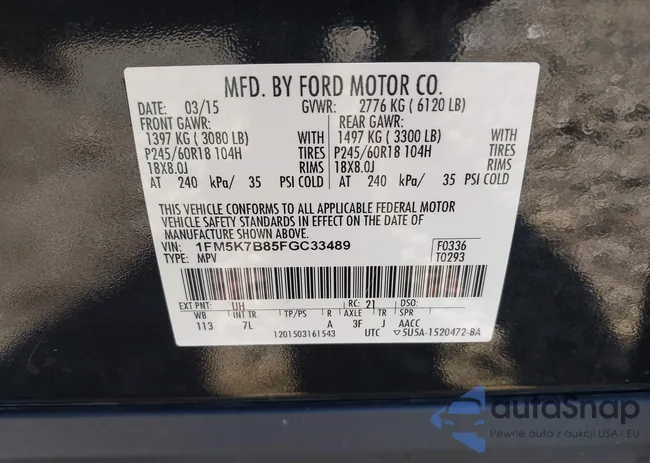 MFD. BY FORD MOTOR CO.
DATE: 03/15 GVWR: 2776 KG ( 6120 LB)
FRONT GAWR: REAR GAWR:
1397 KG ( 3080 LB) WITH 1497 KG ( 3300 LB) WITH
P245/60R18 104H TIRES P245/60R18 104H TIRES
18X8.0J RIMS 18X8.0J RIMS
AT 240 kPa/ 35 PSI COLD AT 240 kPa/ 35 PSI COLD
THIS VEHICLE CONFORMS TO ALL APPLICABLE FEDERAL MOTOR
VEHICLE SAFETY STANDARDS IN EFFECT ON THE DATE OF
MANUFACTURE SHOWN ABOVE.
VIN: 1FM5K7B85FGC33489 F0336
TYPE: MPV T0293
EXT PNT: UH RC: 21 DSO:
WB INT TR TP/PS R AXLE TR SPR
113 7L A 3F J AACC
1201503161543 UTC ▽5U5A-1520472-BA
autoSnap
Pewne auta z aukcji USA i EU